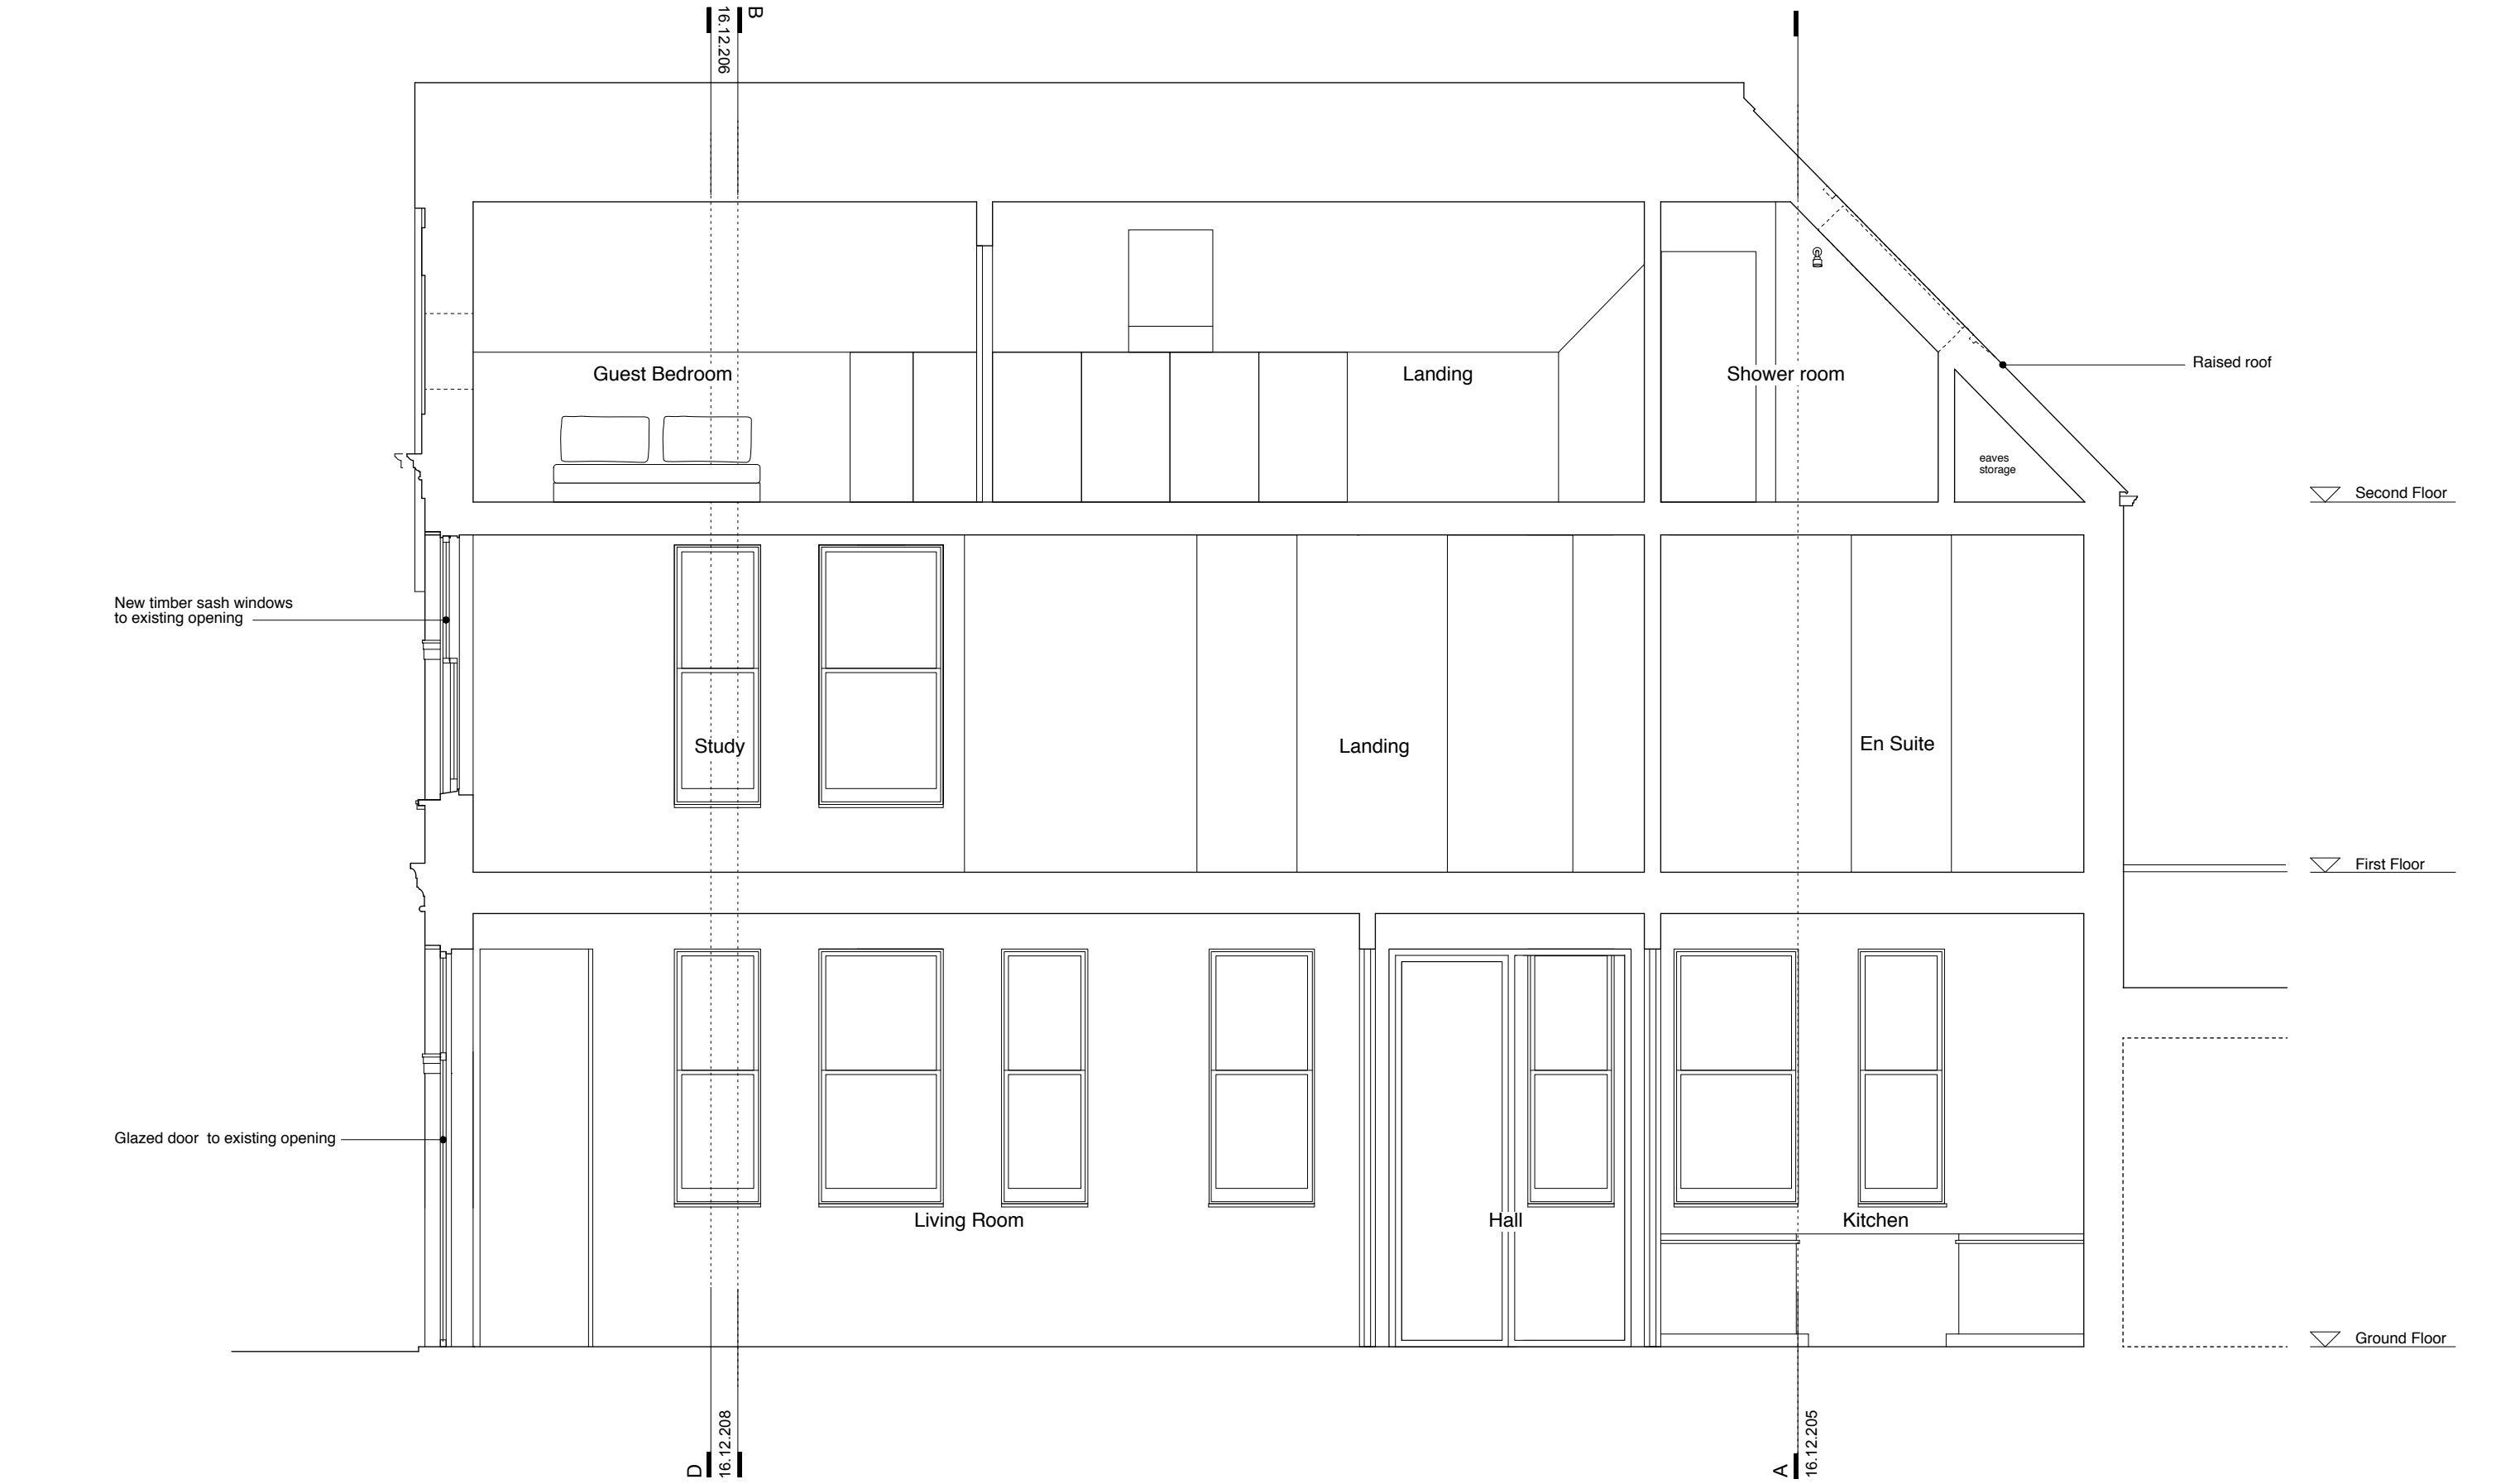 16.12.206
B
Guest Bedroom
Landing
Shower room
Raised roof
eaves
storage
Second Floor
New timber sash windows
to existing opening
Study
Landing
En Suite
First Floor
Glazed door  to existing opening
Living Room
Hall
Kitchen
Ground Floor
D
16.12.208
A
16.12.205